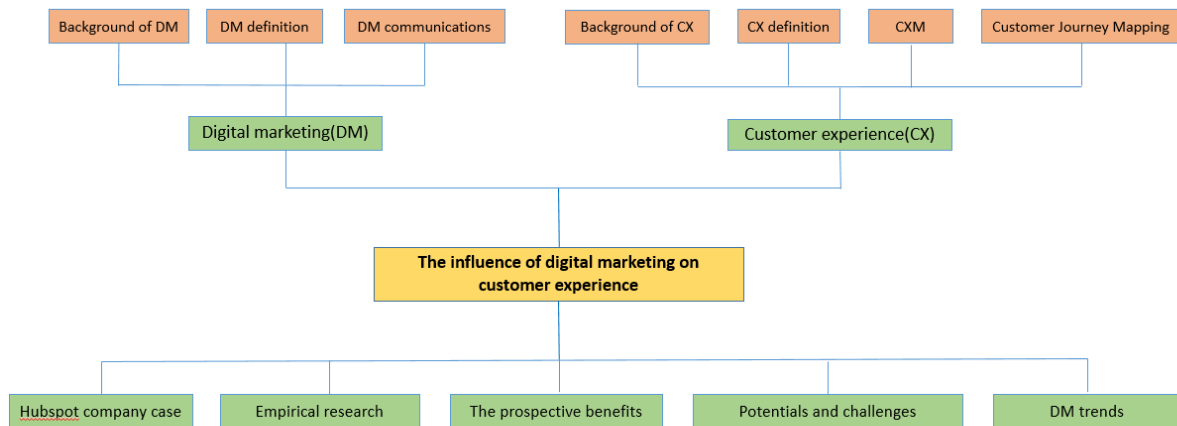 Background of DM
DM definition
DM communications
Background of CX
CX definition
CXM
Customer Journey Mapping
Digital marketing(DM)
Customer experience(CX)
The influence of digital marketing on
customer experience
Hubspot company case
Empirical research
The prospective benefits
Potentials and challenges
DM trends